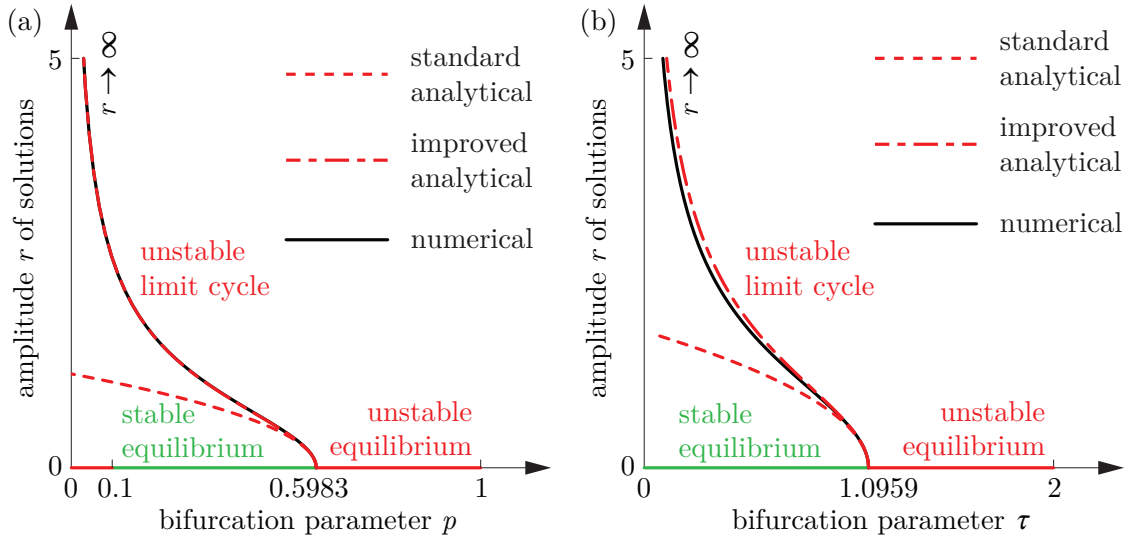 (a)
5
0
amplitude r of solutions
r → ∞
standard
analytical
improved
analytical
numerical
unstable
limit cycle
stable
equilibrium
unstable
equilibrium
0
0.1
0.5983
1
bifurcation parameter p
(b)
5
0
amplitude r of solutions
r → ∞
standard
analytical
improved
analytical
numerical
unstable
limit cycle
stable
equilibrium
unstable
equilibrium
0
1.0959
2
bifurcation parameter τ